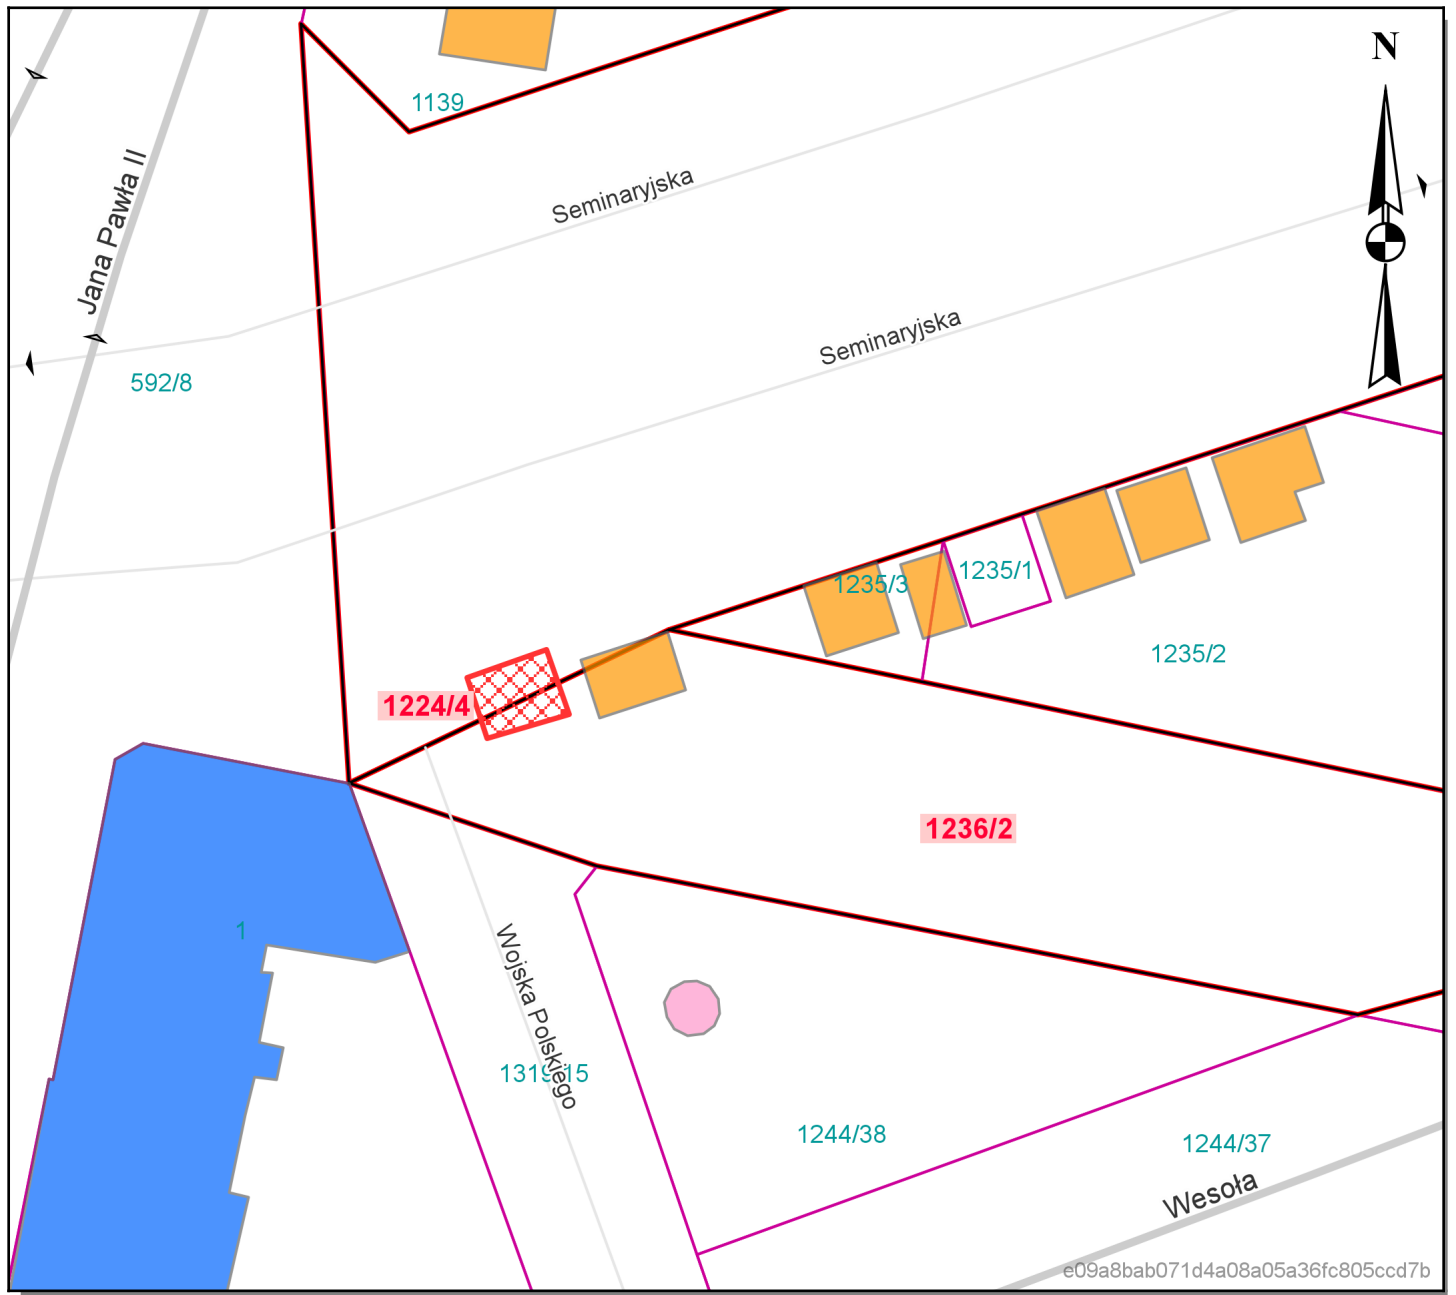 N
1139
Jana Pawła II
Seminaryjska
Seminaryjska
592/8
1235/3
1235/1
1235/2
1224/4
1236/2
1
Wojska Polskiego
1319/15
1244/38
1244/37
Wesoła
e09a8bab071d4a08a05a36fc805ccd7b